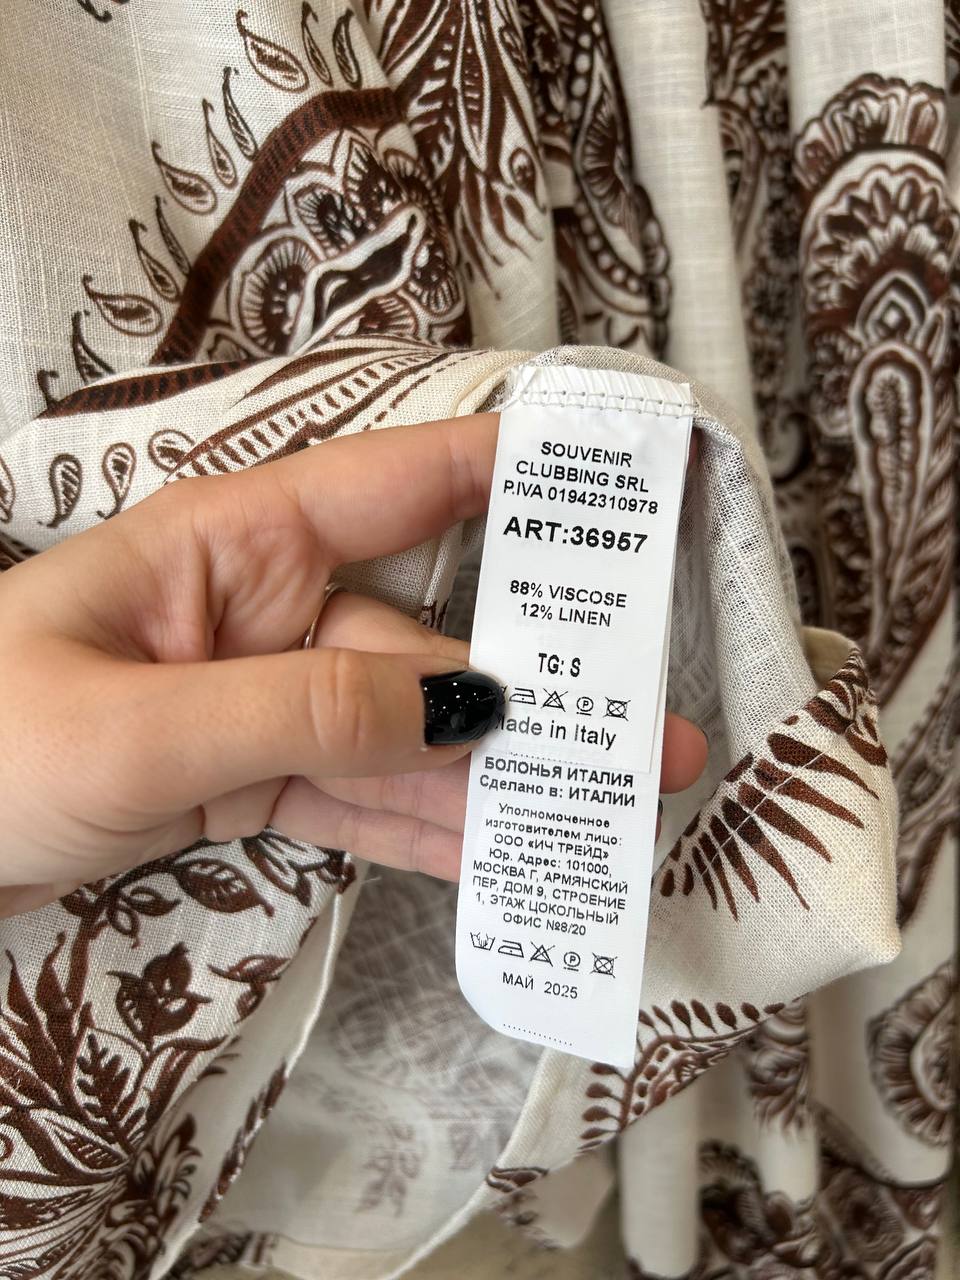 SOUVENIR
CLUBBING SRL
P.IVA 01942310978
ART:36957
88% VISCOSE
12% LINEN
TG: S
Made in Italy
БОЛОНЬЯ ИТАЛИЯ
Сделано в: ИТАЛИИ
Уполномоченное
изготовителем лицо:
ООО «ИЧ ТРЕЙД»
Юр. Адрес: 101000,
МОСКВА Г, АРМЯНСКИЙ
ПЕР, ДОМ 9, СТРОЕНИЕ
1, ЭТАЖ ЦОКОЛЬНЫЙ
ОФИС №8/20
МАЙ 2025